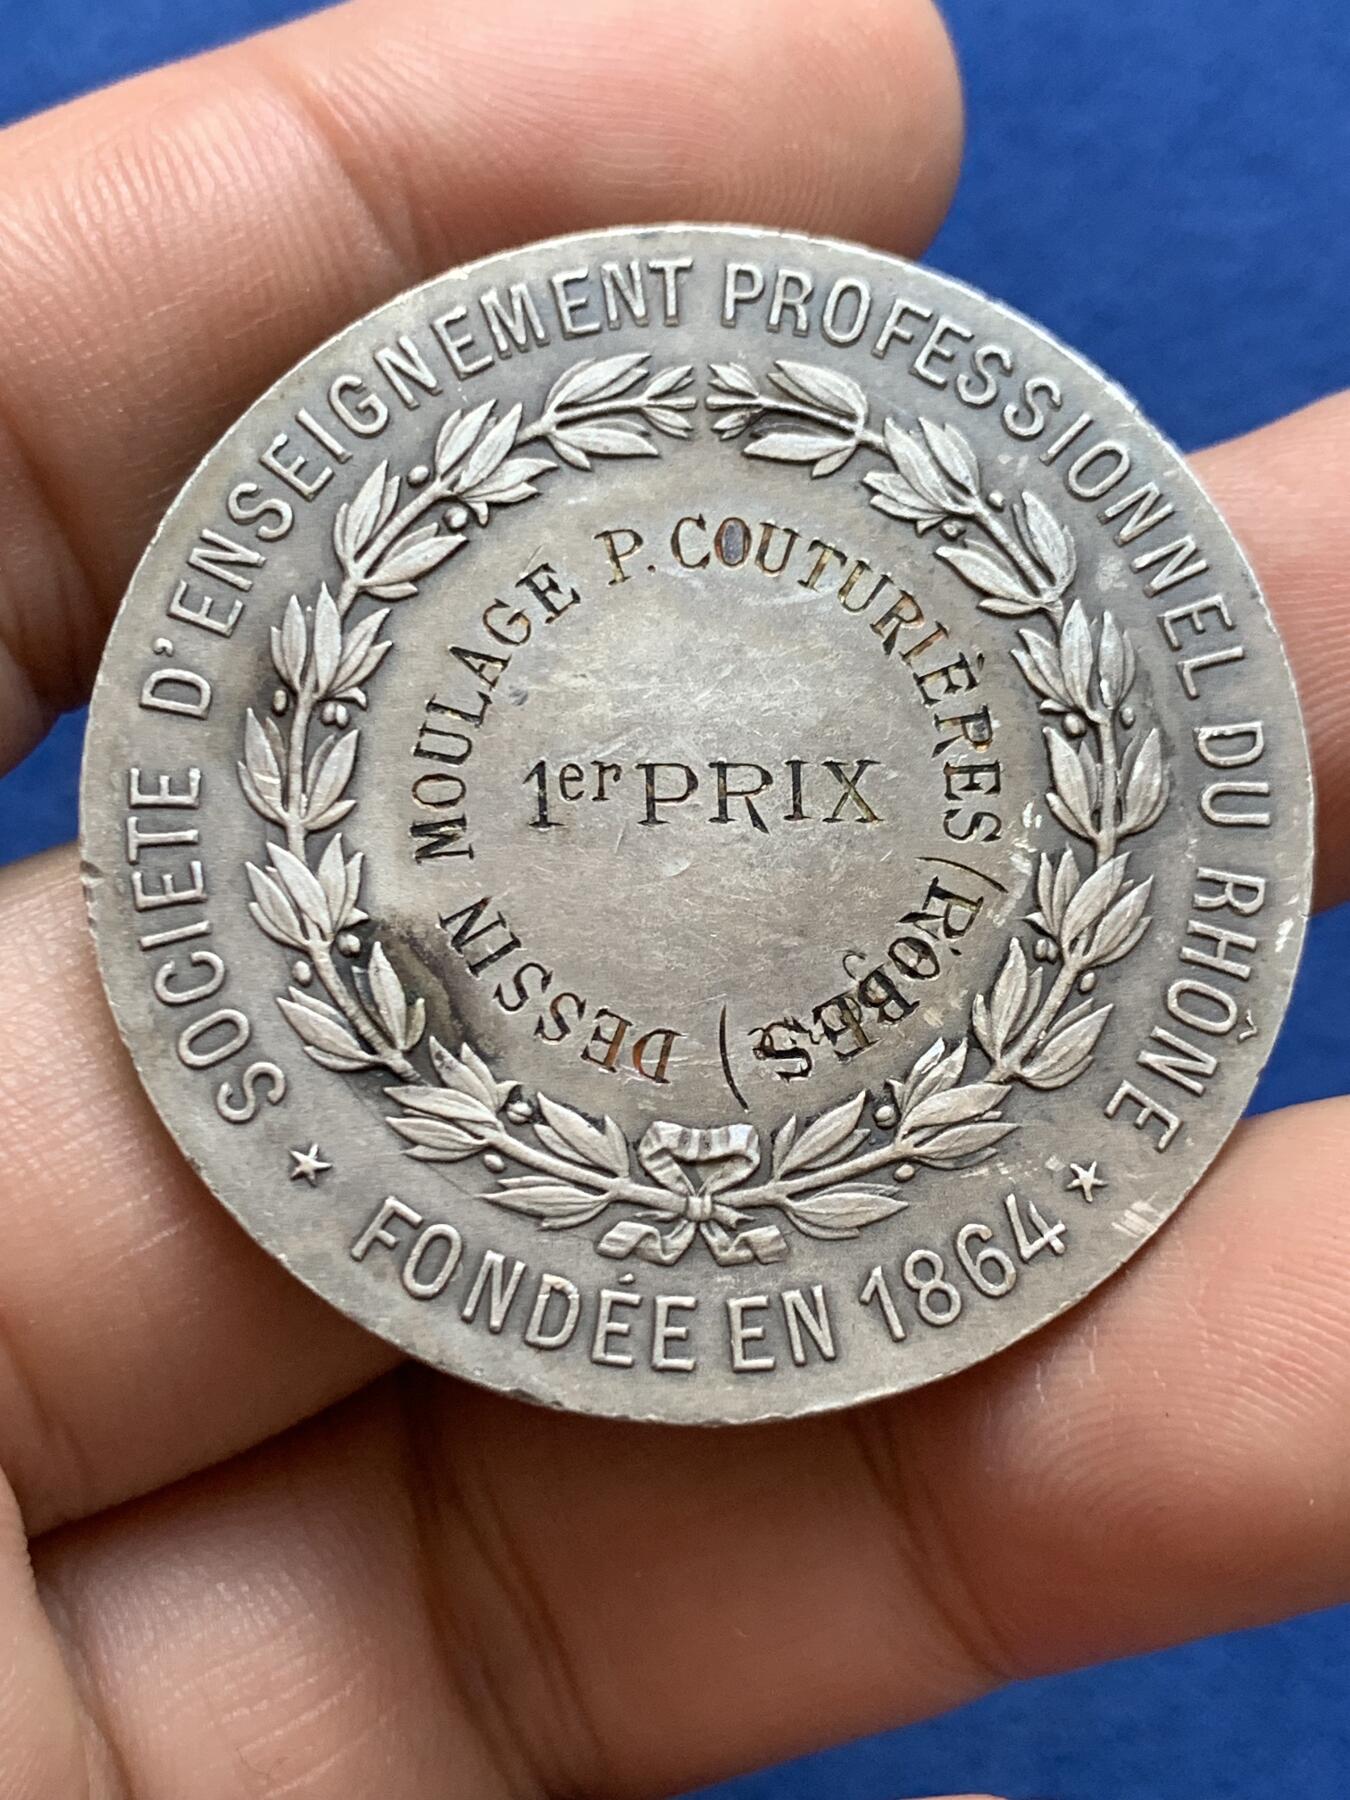 SOCIETE D'ENSEIGNEMENT PROFESSIONNEL DU RHÔNE
DESSIN MOULAGE P. COUTURIÈRES (ROBES)
1er PRIX
FONDÉE EN 1864